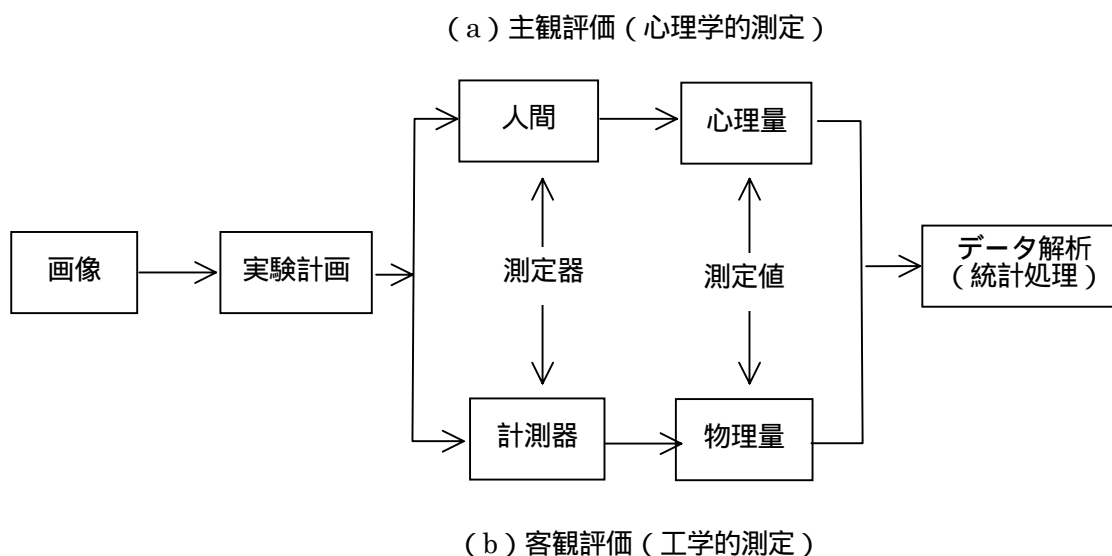 (a)主観評価(心理学的測定)
人間
心理量
画像
実験計画
測定器
測定値
データ解析
(統計処理)
計測器
物理量
(b)客観評価(工学的測定)